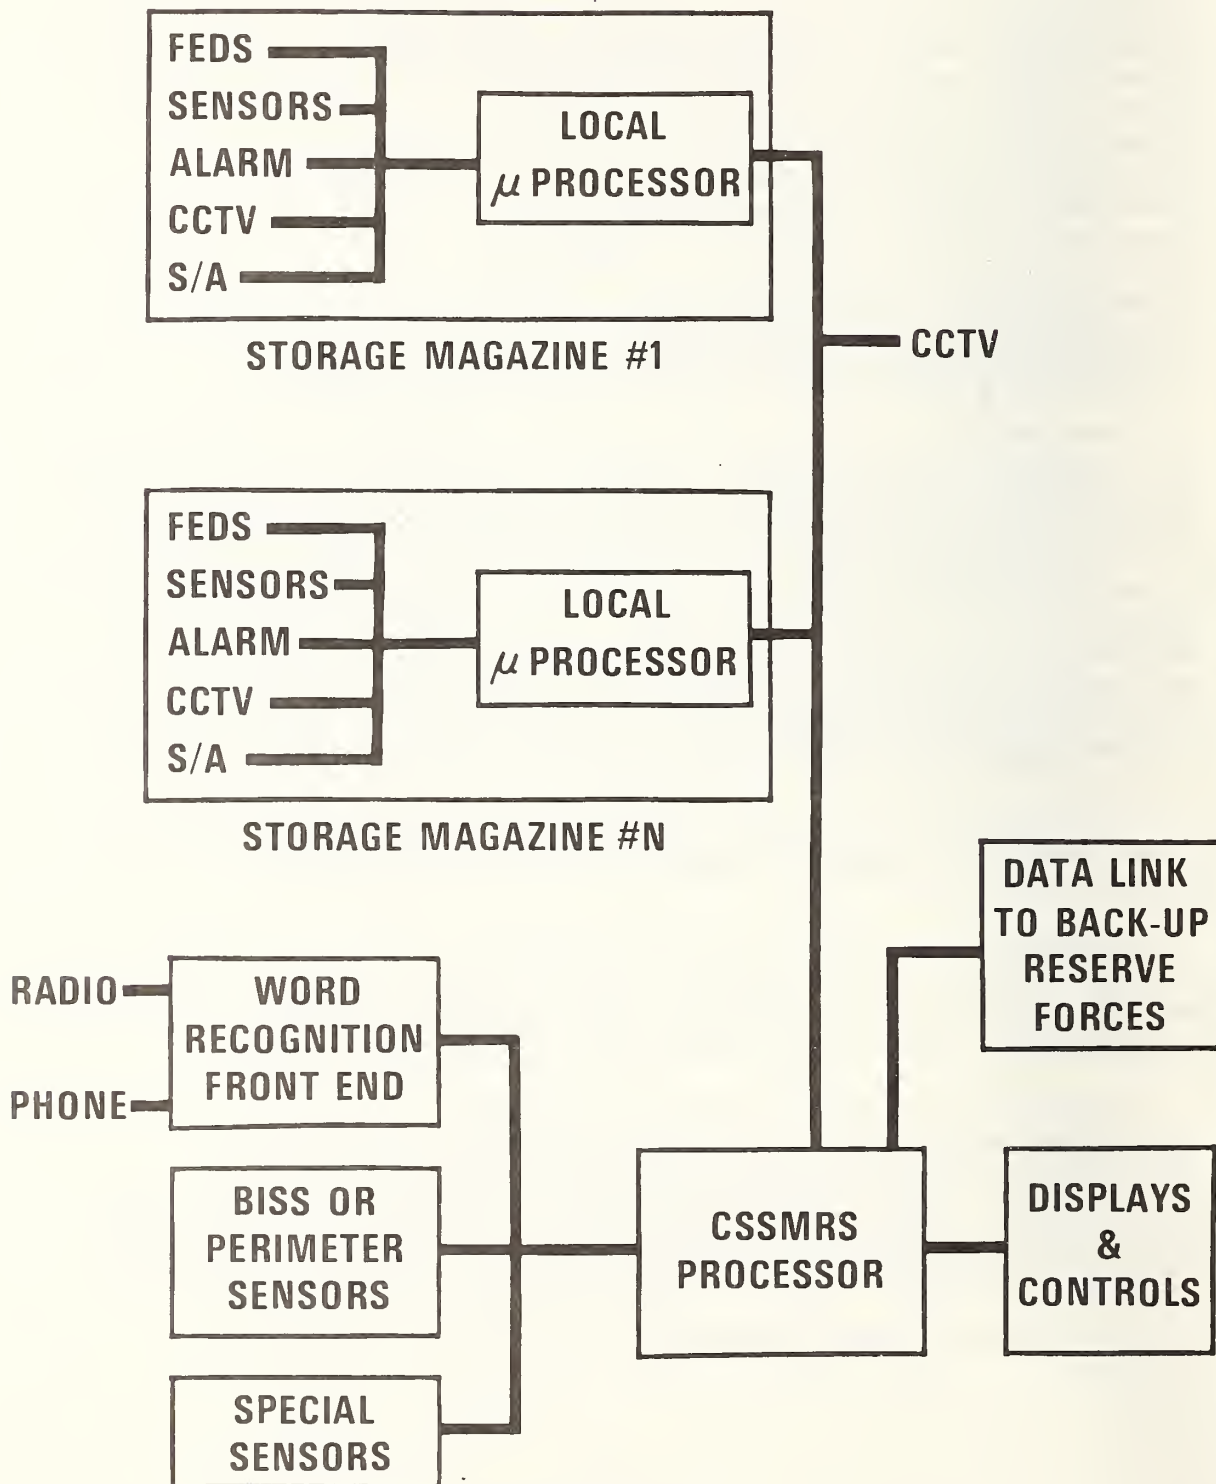 FEDS
SENSORS
ALARM
CCTV
S/A
LOCAL
μ PROCESSOR
STORAGE MAGAZINE #1
CCTV
FEDS
SENSORS
ALARM
CCTV
S/A
LOCAL
μ PROCESSOR
STORAGE MAGAZINE #N
DATA LINK
TO BACK-UP
RESERVE
FORCES
RADIO
PHONE
WORD
RECOGNITION
FRONT END
BISS OR
PERIMETER
SENSORS
SPECIAL
SENSORS
CSSMRS
PROCESSOR
DISPLAYS
&
CONTROLS